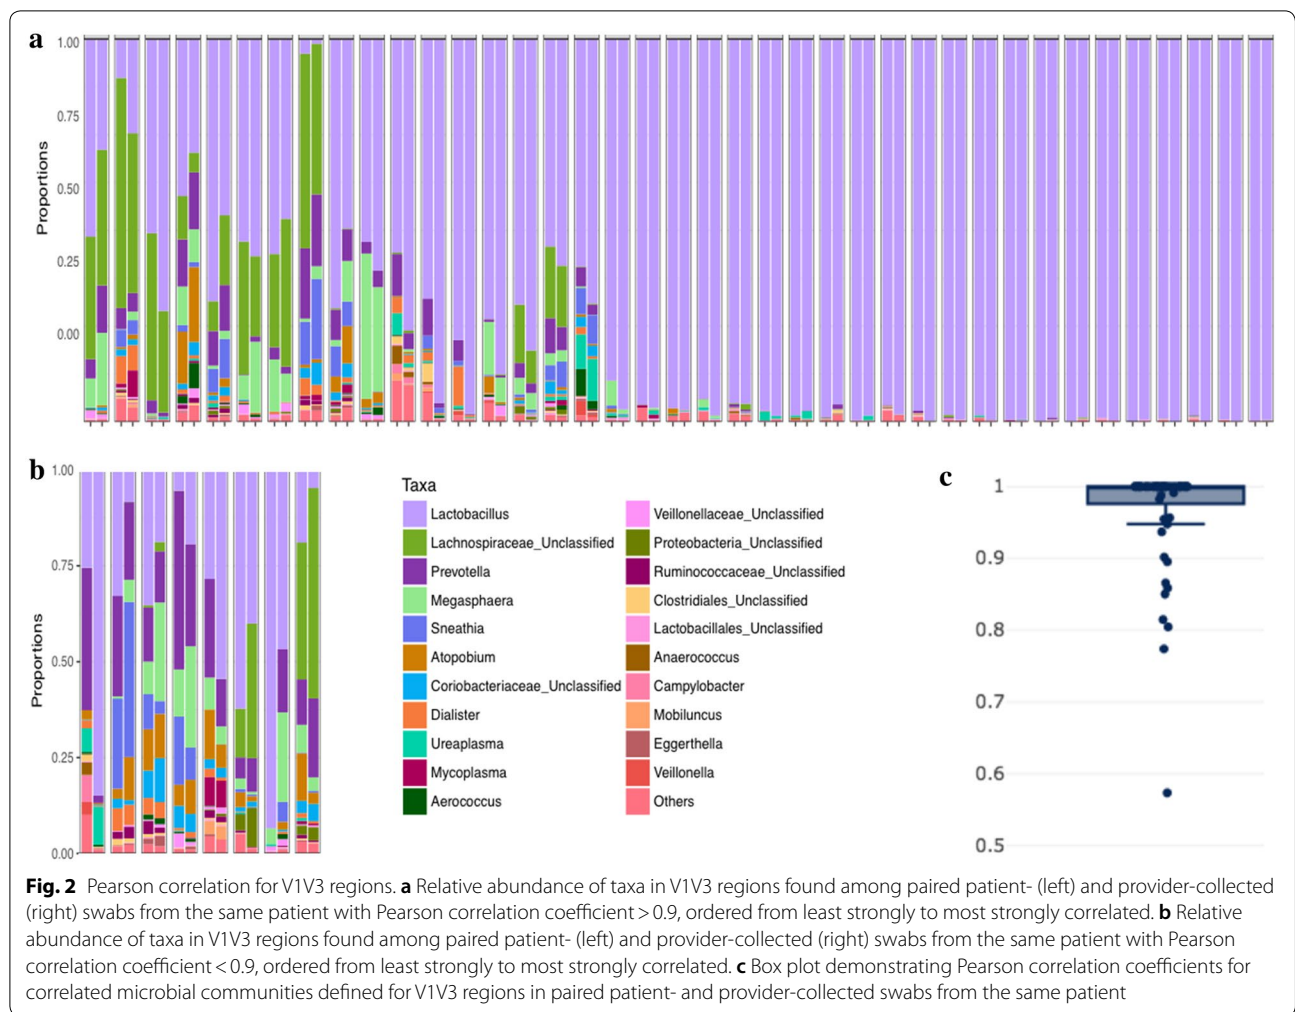 a
1.00
0.75
0.50
0.25
0.00
Proportions
b
1.00
0.75
0.50
0.25
0.00
Proportions
Taxa
Lactobacillus
Lachnospiraceae_Unclassified
Prevotella
Megasphaera
Sneathia
Atopobium
Coriobacteriaceae_Unclassified
Dialister
Ureaplasma
Mycoplasma
Aerococcus
Veillonellaceae_Unclassified
Proteobacteria_Unclassified
Ruminococcaceae_Unclassified
Clostridiales_Unclassified
Lactobacillales_Unclassified
Anaerococcus
Campylobacter
Mobiluncus
Eggerthella
Veillonella
Others
c
1
0.9
0.8
0.7
0.6
0.5
Fig. 2 Pearson correlation for V1V3 regions. a Relative abundance of taxa in V1V3 regions found among paired patient- (left) and provider-collected
(right) swabs from the same patient with Pearson correlation coefficient > 0.9, ordered from least strongly to most strongly correlated. b Relative
abundance of taxa in V1V3 regions found among paired patient- (left) and provider-collected (right) swabs from the same patient with Pearson
correlation coefficient < 0.9, ordered from least strongly to most strongly correlated. c Box plot demonstrating Pearson correlation coefficients for
correlated microbial communities defined for V1V3 regions in paired patient- and provider-collected swabs from the same patient